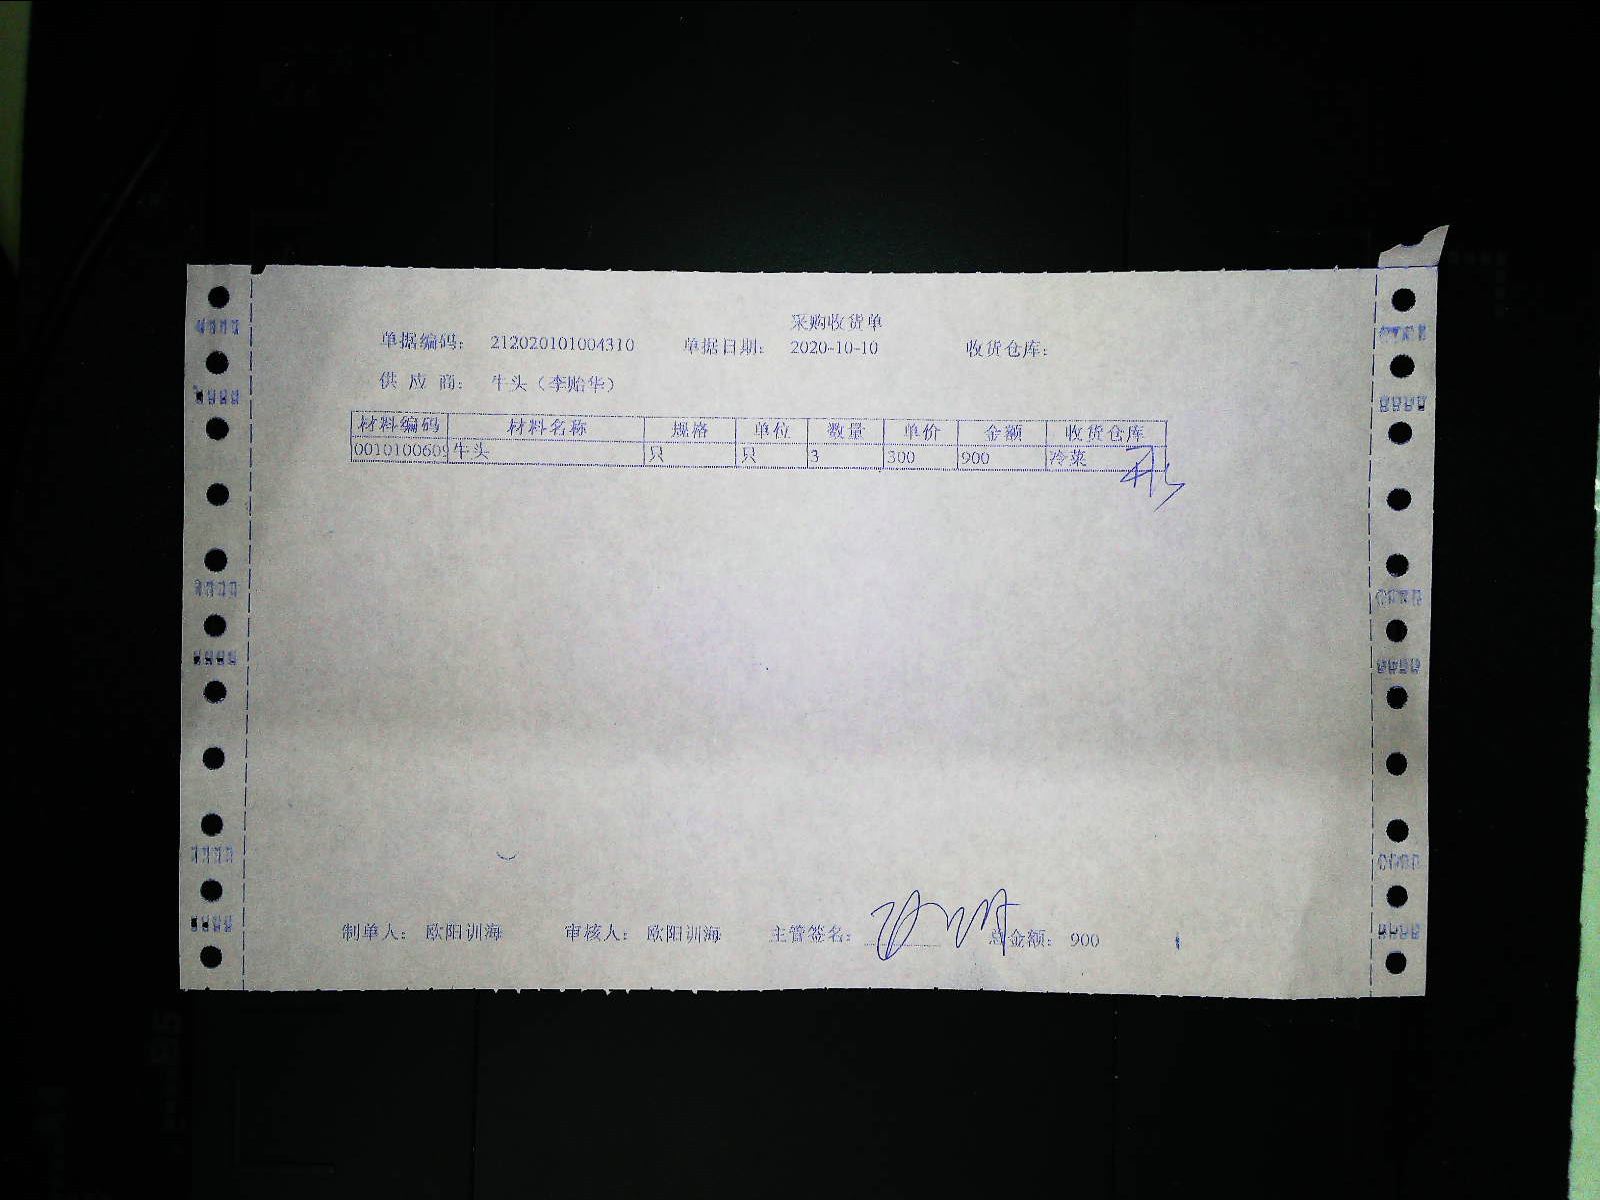 采购收货单
单据编码: 212020101004310 单据日期: 2020-10-10 收货仓库:
供 应 商: 牛头（李贻华）
材料编码 材料名称 规格 单位 数量 单价 金额 收货仓库
0010100609 牛头 只 只 3 300 900 冷菜
制单人: 欧阳训海 审核人: 欧阳训海 主管签名: 总金额: 900